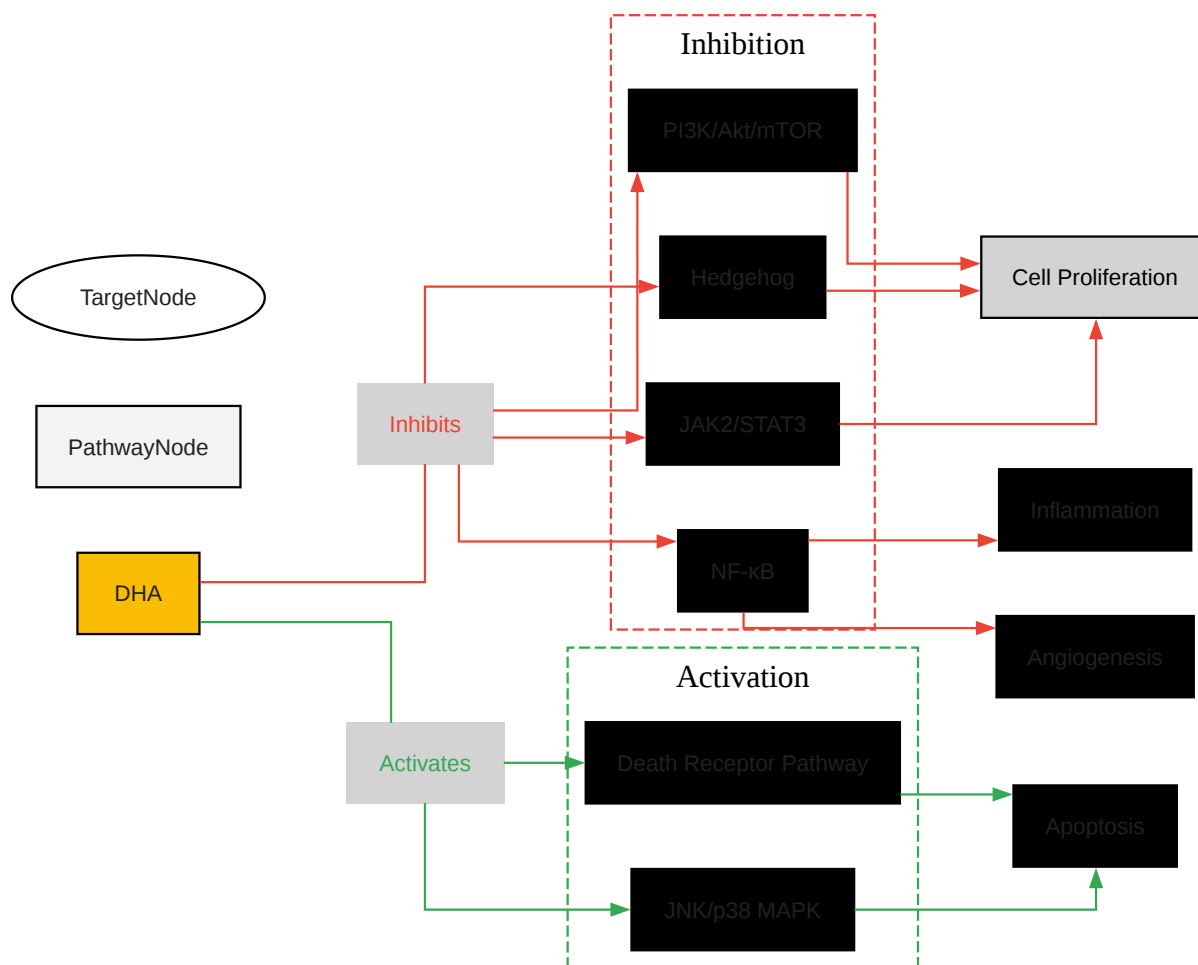 Inhibition
PI3K/Akt/mTOR
Hedgehog
Cell Proliferation
TargetNode
Inhibits
JAK2/STAT3
PathwayNode
Inflammation
NF-κB
DHA
Angiogenesis
Activation
Activates
Death Receptor Pathway
Apoptosis
JNK/p38 MAPK